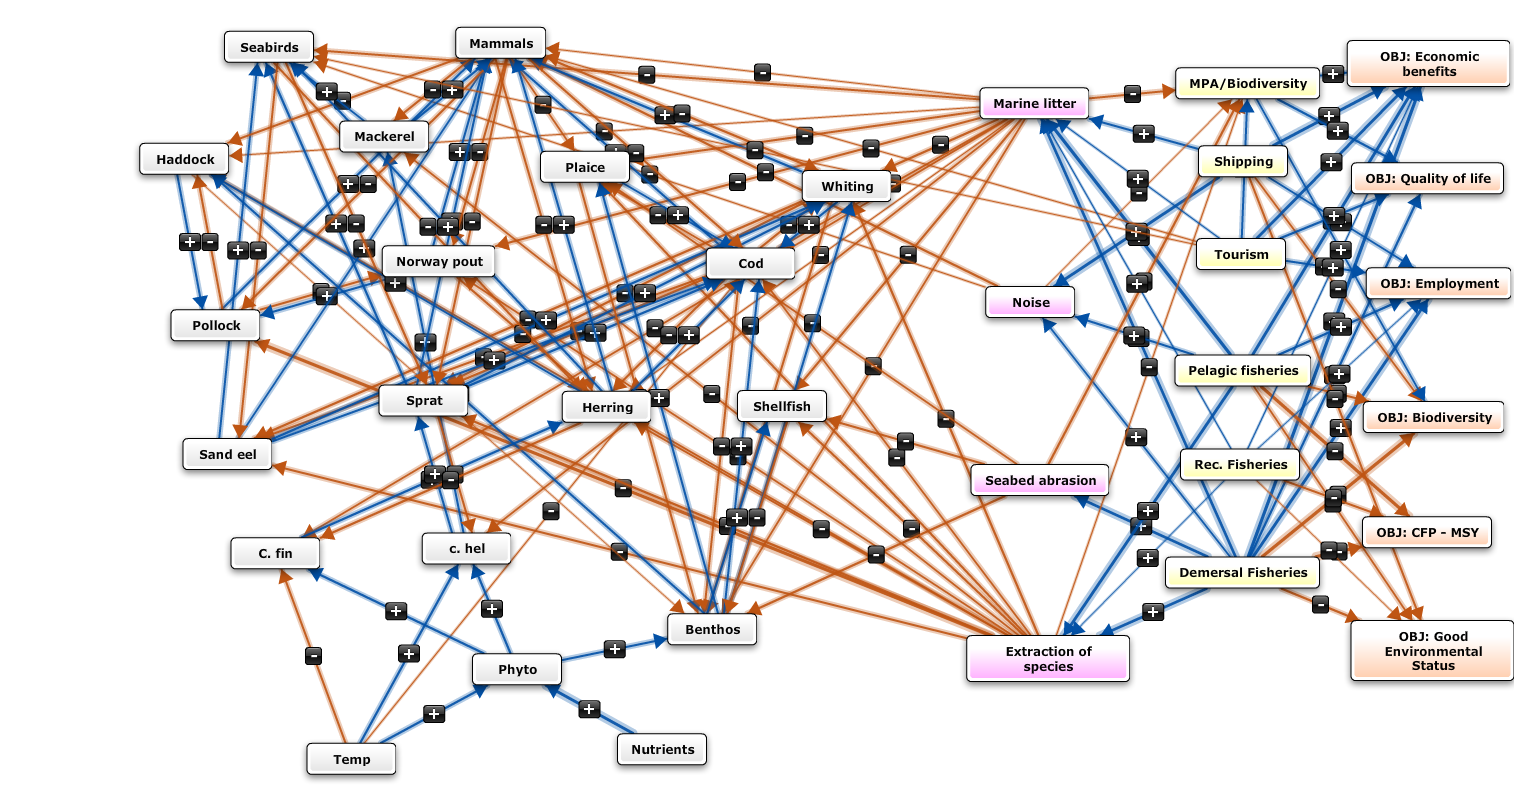 Seabirds
Mammals
OBJ: Economic
benefits
MPA/Biodiversity
Marine litter
Mackerel
Haddock
Plaice
Shipping
Whiting
OBJ: Quality of life
Norway pout
Cod
Tourism
OBJ: Employment
Noise
Pollock
Pelagic fisheries
Sprat
Herring
Shellfish
OBJ: Biodiversity
Sand eel
Rec. Fisheries
Seabed abrasion
OBJ: CFP - MSY
C. fin
c. hel
Demersal Fisheries
Benthos
Extraction of
species
OBJ: Good
Environmental
Status
Phyto
Nutrients
Temp